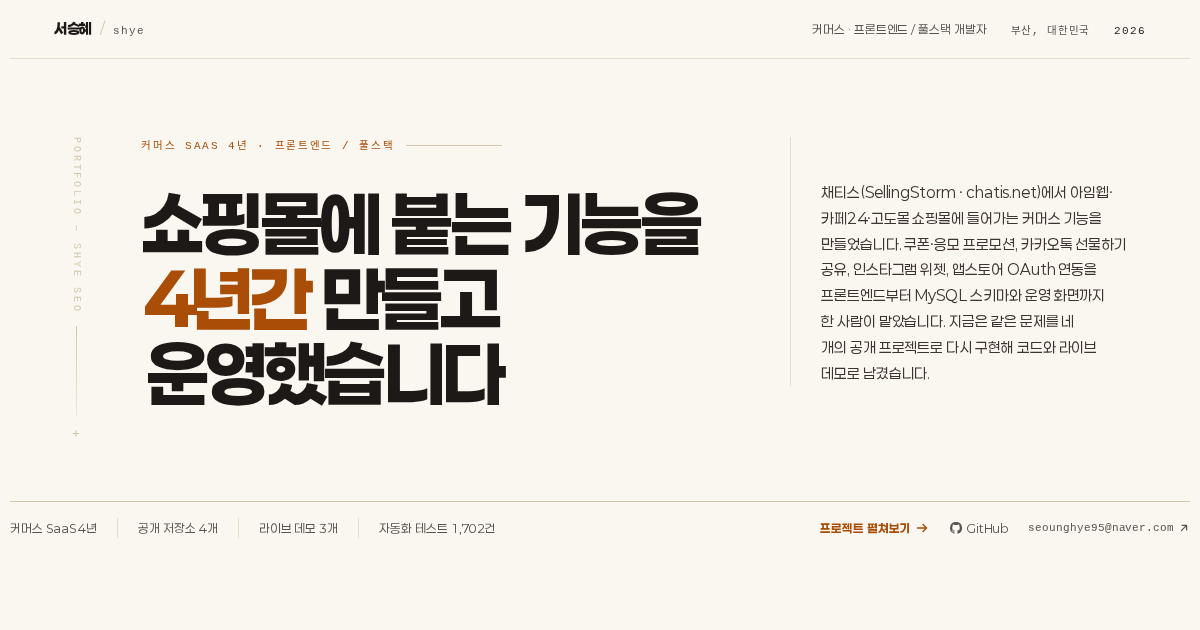 서승혜 / shye
커머스 · 프론트엔드 / 풀스택 개발자
부산, 대한민국
2026
PORTFOLIO — SHYE SEO
커머스 SAAS 4년 · 프론트엔드 / 풀스택
쇼핑몰에 붙는 기능을
4년간 만들고
운영했습니다
채티스(SellingStorm · chatis.net)에서 아임웹·
카페24·고도몰 쇼핑몰에 들어가는 커머스 기능을
만들었습니다. 쿠폰·응모 프로모션, 카카오톡 선물하기
공유, 인스타그램 위젯, 앱스토어 OAuth 연동을
프론트엔드부터 MySQL 스키마와 운영 화면까지
한 사람이 맡았습니다. 지금은 같은 문제를 네
개의 공개 프로젝트로 다시 구현해 코드와 라이브
데모로 남겼습니다.
커머스 SaaS 4년
공개 저장소 4개
라이브 데모 3개
자동화 테스트 1,702건
프로젝트 펼쳐보기 →
GitHub
seounghye95@naver.com ↗